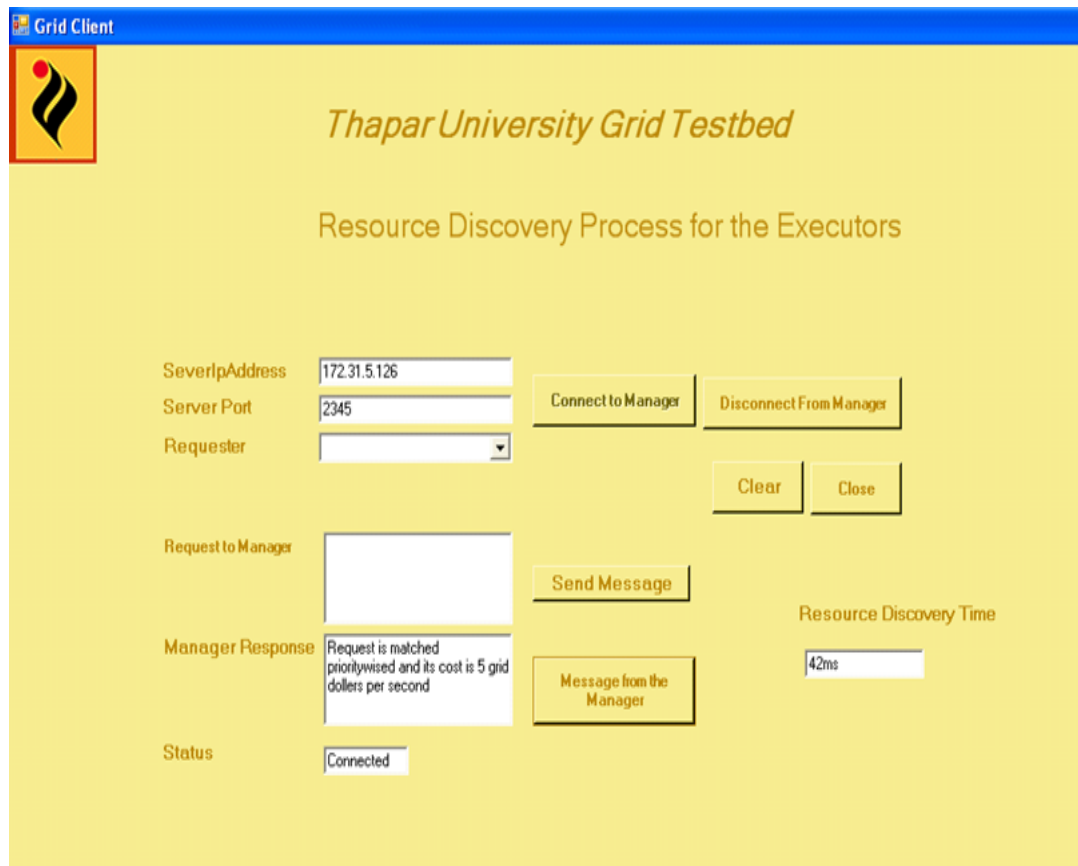 Grid Client
Thapar University Grid Testbed
Resource Discovery Process for the Executors
SeverIpAddress
172.31.5.126
Connect to Manager
Disconnect From Manager
Server Port
2345
Requester
Clear
Close
Request to Manager
Send Message
Resource Discovery Time
42ms
Manager Response
Request is matched
prioritywised and its cost is 5 grid
dollers per second
Message from the
Manager
Status
Connected